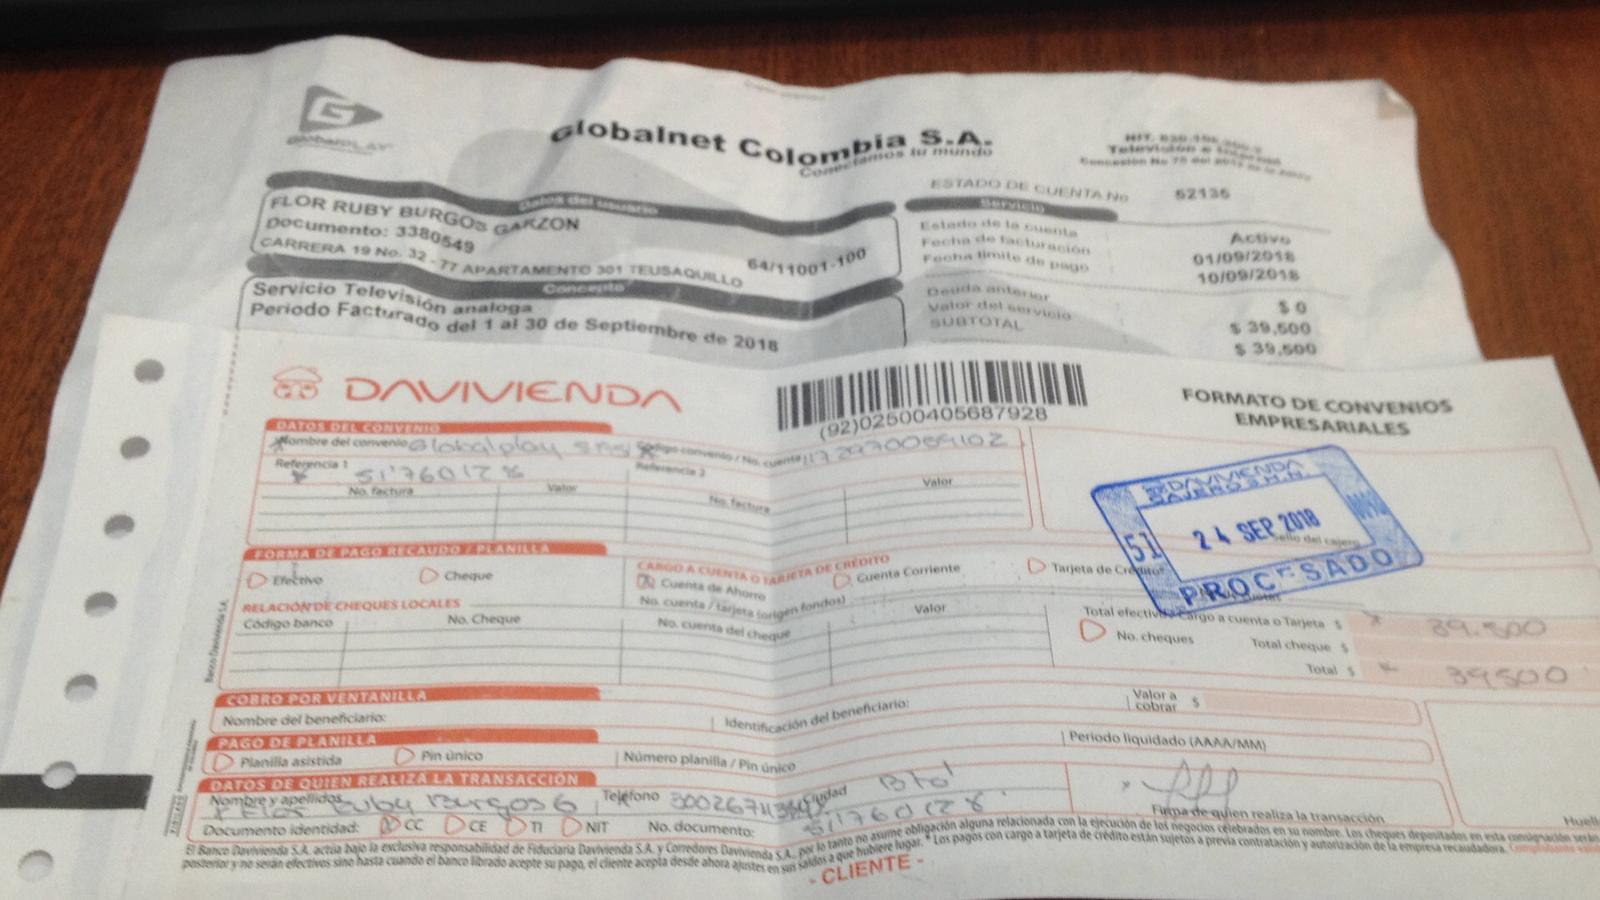 GlobalPLAY
Globalnet Colombia S.A.
Conectamos tu mundo
NIT.
Televisión e Internet
Concesión No
ESTADO DE CUENTA No 62135
Datos del usuario
FLOR RUBY BURGOS GARZON
Documento: 3380549
CARRERA 19 No. 32 - 77 APARTAMENTO 301 TEUSAQUILLO
64/11001-100
Servicio
Estado de la cuenta Activo
Fecha de facturación 01/09/2018
Fecha limite de pago 10/09/2018
Concepto
Servicio Televisión analoga
Periodo Facturado del 1 al 30 de Septiembre de 2018
Deuda anterior $ 0
Valor del servicio $ 39,500
SUBTOTAL $ 39,500
DAVIVIENDA
(92)02500405687928
FORMATO DE CONVENIOS
EMPRESARIALES
DATOS DEL CONVENIO
Nombre del convenio Globalplay Código convenio / No. cuenta
Referencia 1 51760128 Referencia 2
No. factura Valor No. factura Valor
DAVIVIENDA
51 24 SEP 2018
Sello del cajero
PROCESADO
FORMA DE PAGO RECAUDO / PLANILLA
Efectivo Cheque
CARGO A CUENTA O TARJETA DE CRÉDITO
X Cuenta de Ahorro Cuenta Corriente Tarjeta de Crédito
No. cuenta / tarjeta (origen fondos)
RELACIÓN DE CHEQUES LOCALES
Código banco No. Cheque No. cuenta del cheque Valor
Total efectivo Cargo a cuenta o Tarjeta $ 39.500
No. cheques Total cheque $
Total $ 39500
COBRO POR VENTANILLA
Nombre del beneficiario: Identificación del beneficiario: Valor a cobrar $
PAGO DE PLANILLA
Planilla asistida Pin único Número planilla / Pin único Periodo liquidado (AAAA/MM)
DATOS DE QUIEN REALIZA LA TRANSACCIÓN
Nombre y apellidos Flor Ruby Burgos G Teléfono Ciudad Bta
Documento identidad: CC CE TI NIT No. documento: 51760128
Firma de quien realiza la transacción
Huell
El Banco Davivienda S.A. actúa bajo la exclusiva responsabilidad de Fiduciaria Davivienda S.A. y Corredores Davivienda S.A., por lo tanto no asume obligación alguna relacionada con la ejecución de los negocios celebrados en su nombre. Los cheques depositados en esta consignación serán
posterior y no serán efectivos sino hasta cuando el banco librado acepte su pago, el cliente acepta desde ahora ajustes en sus saldos a que hubiere lugar. * Los pagos con cargo a tarjeta de crédito están sujetos a previa contratación y autorización de la empresa recaudadora.
- CLIENTE -
Banco Davivienda S.A.